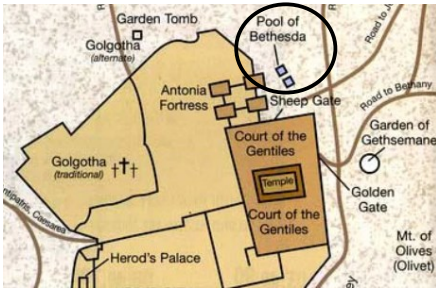 Garden Tomb
Golgotha
(alternate)
Pool of
Bethesda
Antonia
Fortress
Sheep Gate
Road to Bethany
Court of the
Gentiles
Garden of
Gethsemane
Golgotha
(traditional)
Temple
Golden
Gate
Court of the
Gentiles
Mt. of
Olives
(Olivet)
Caesarea
Herod's Palace